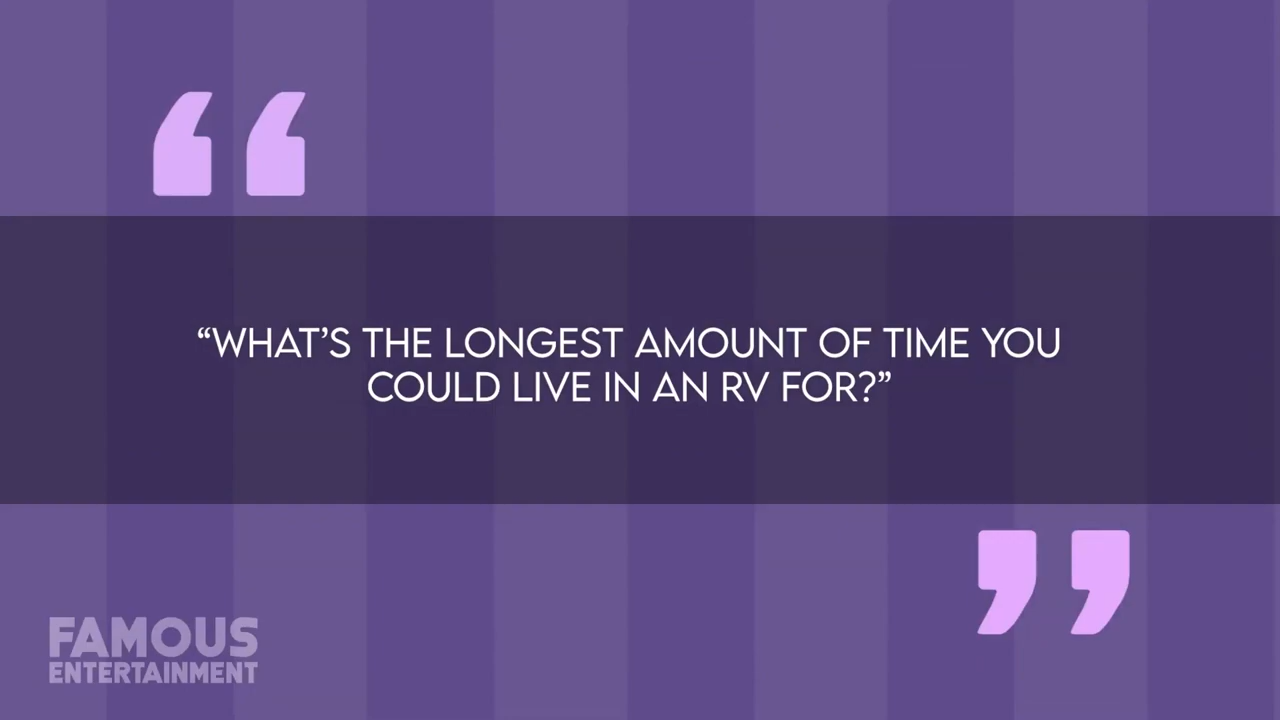 “WHAT’S THE LONGEST AMOUNT OF TIME YOU
COULD LIVE IN AN RV FOR?”
FAMOUS
ENTERTAINMENT